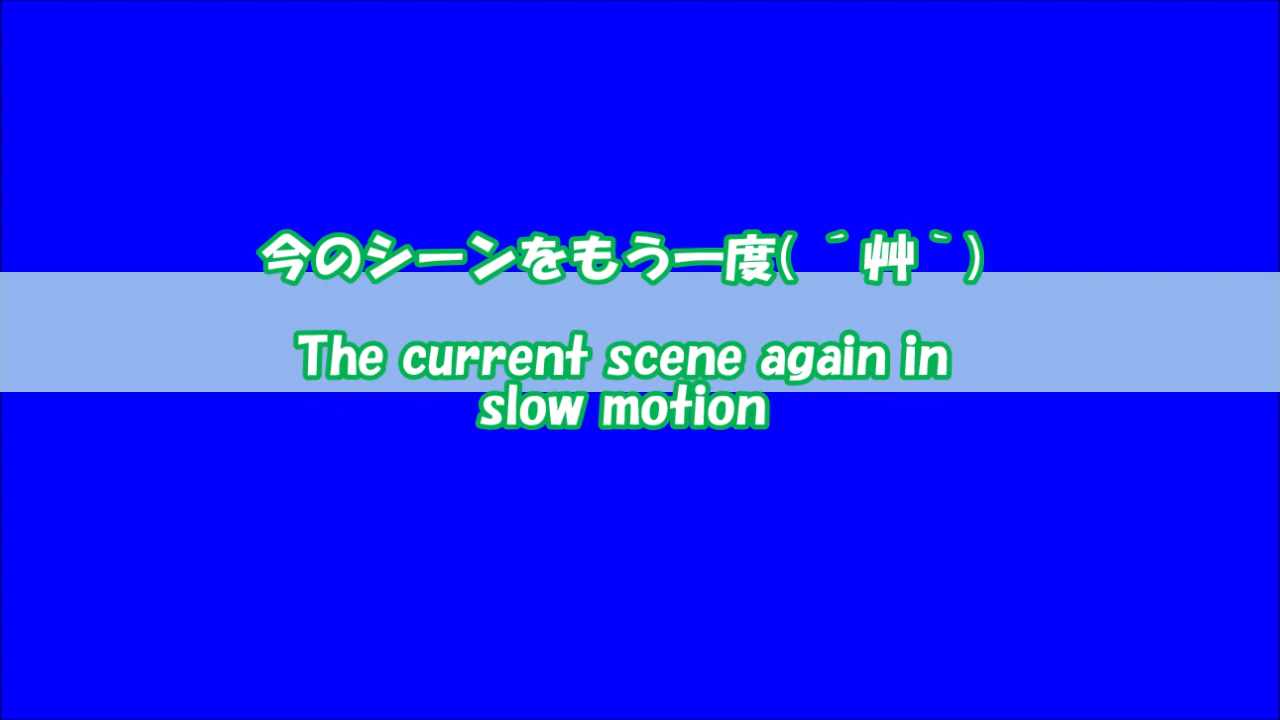 今のシーンをもう一度( ´艸｀)
The current scene again in
slow motion